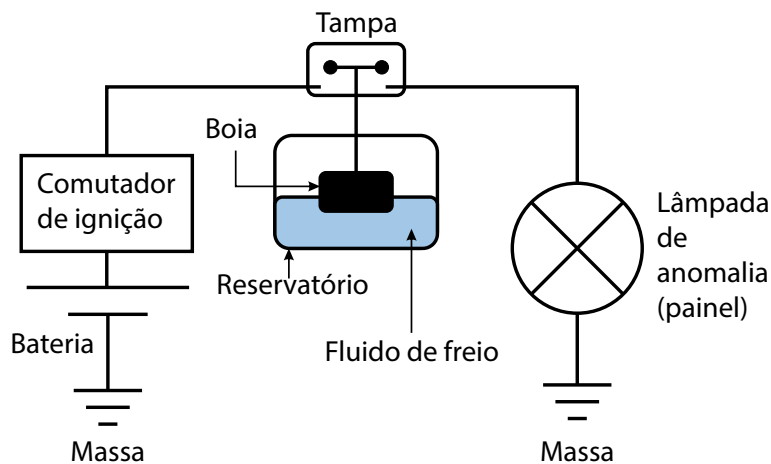 Tampa
Boia
Comutador
de ignição
Lâmpada
de
anomalia
(painel)
Reservatório
Bateria
Fluido de freio
Massa
Massa